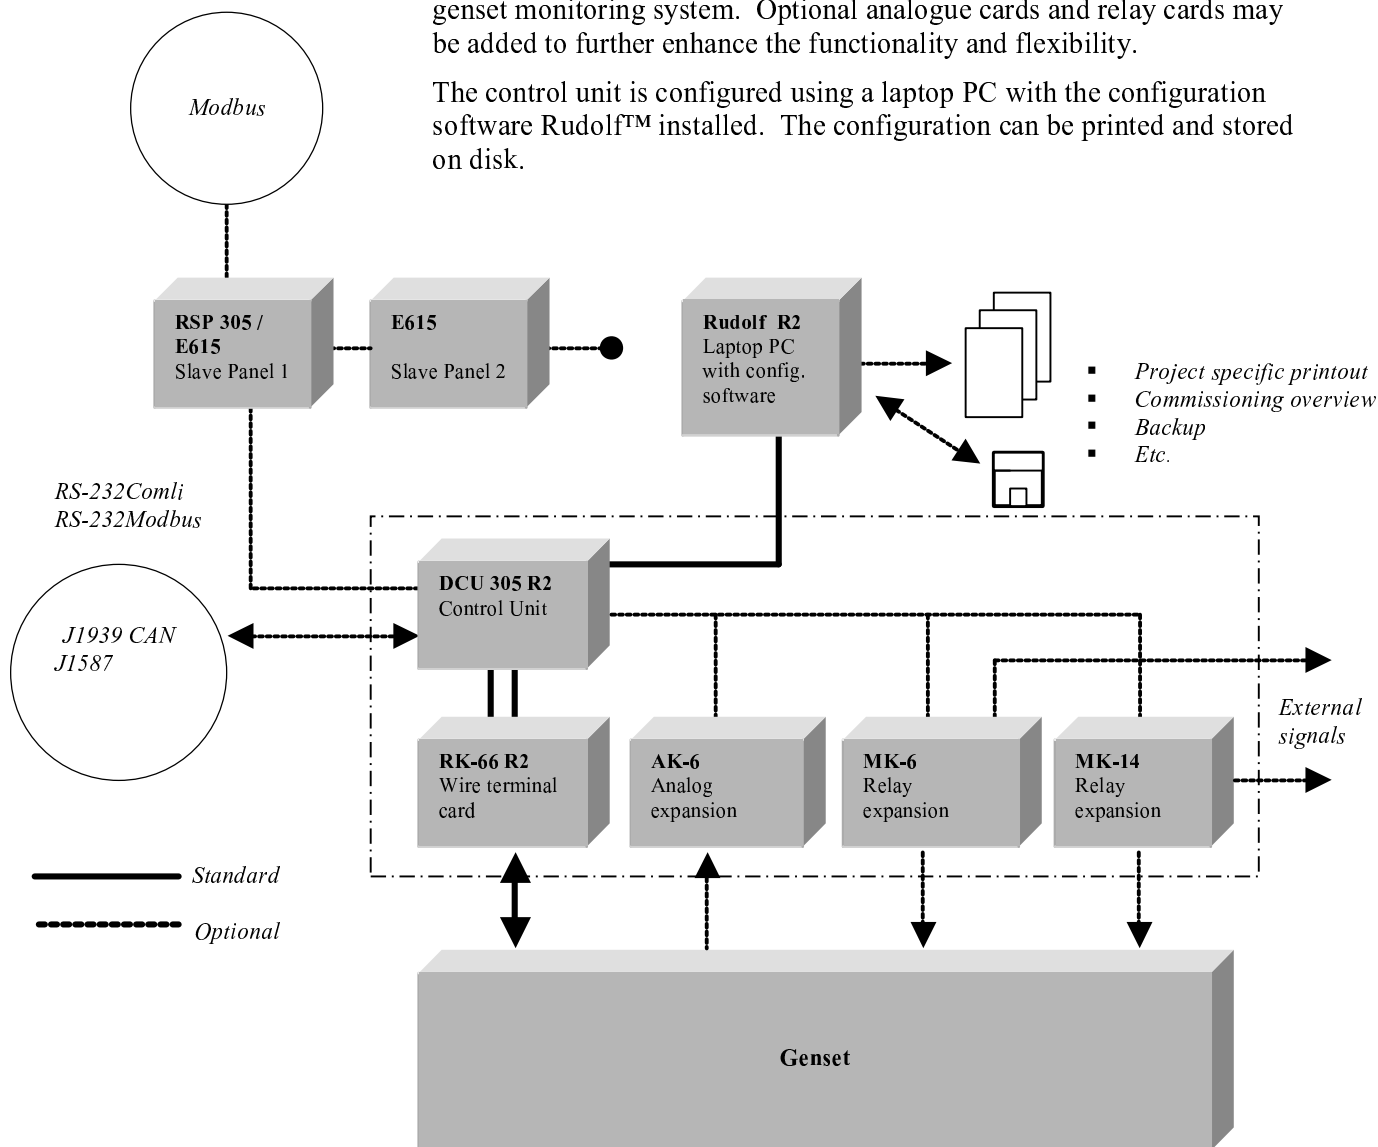 genset monitoring system.  Optional analogue cards and relay cards may
be added to further enhance the functionality and flexibility.
The control unit is configured using a laptop PC with the configuration
software Rudolf™ installed.  The configuration can be printed and stored
on disk.
Modbus
RSP 305 /
E615
Slave Panel 1
E615
Slave Panel 2
Rudolf R2
Laptop PC
with config.
software
▪ Project specific printout
▪ Commissioning overview
▪ Backup
▪ Etc.
RS-232Comli
RS-232Modbus
DCU 305 R2
Control Unit
J1939 CAN
J1587
External
signals
RK-66 R2
Wire terminal
card
AK-6
Analog
expansion
MK-6
Relay
expansion
MK-14
Relay
expansion
Standard
Optional
Genset